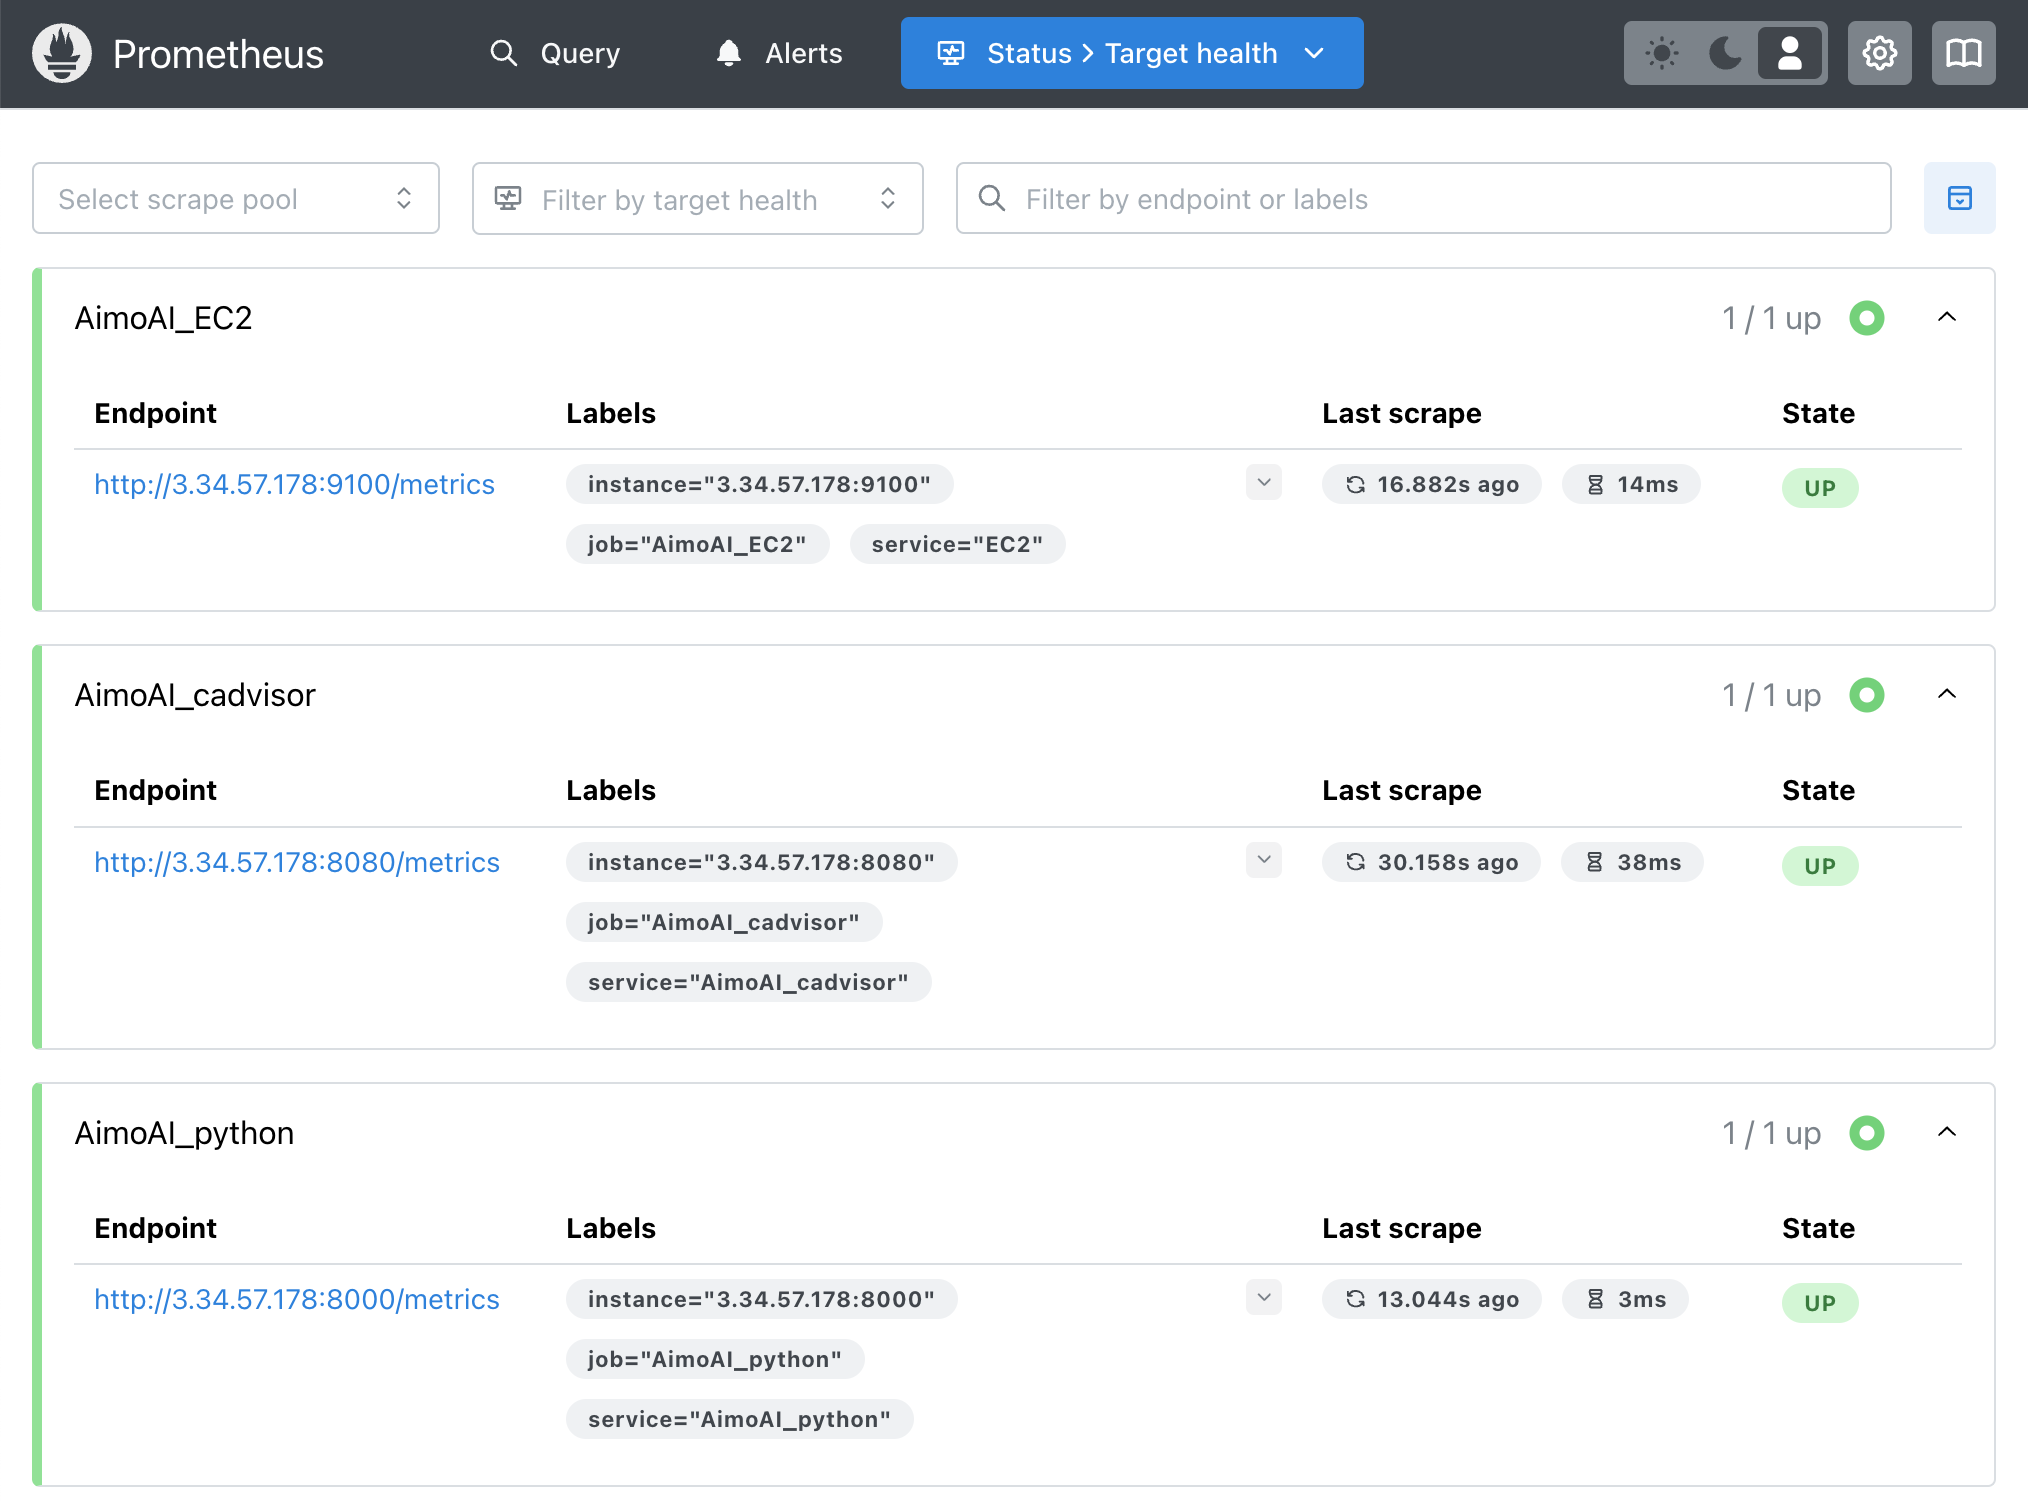 Prometheus Query Alerts Status > Target health
Select scrape pool Filter by target health Filter by endpoint or labels
AimoAI_EC2 1 / 1 up
Endpoint Labels Last scrape State
http://3.34.57.178:9100/metrics instance="3.34.57.178:9100" 16.882s ago 14ms UP
job="AimoAI_EC2" service="EC2"
AimoAI_cadvisor 1 / 1 up
Endpoint Labels Last scrape State
http://3.34.57.178:8080/metrics instance="3.34.57.178:8080" 30.158s ago 38ms UP
job="AimoAI_cadvisor"
service="AimoAI_cadvisor"
AimoAI_python 1 / 1 up
Endpoint Labels Last scrape State
http://3.34.57.178:8000/metrics instance="3.34.57.178:8000" 13.044s ago 3ms UP
job="AimoAI_python"
service="AimoAI_python"